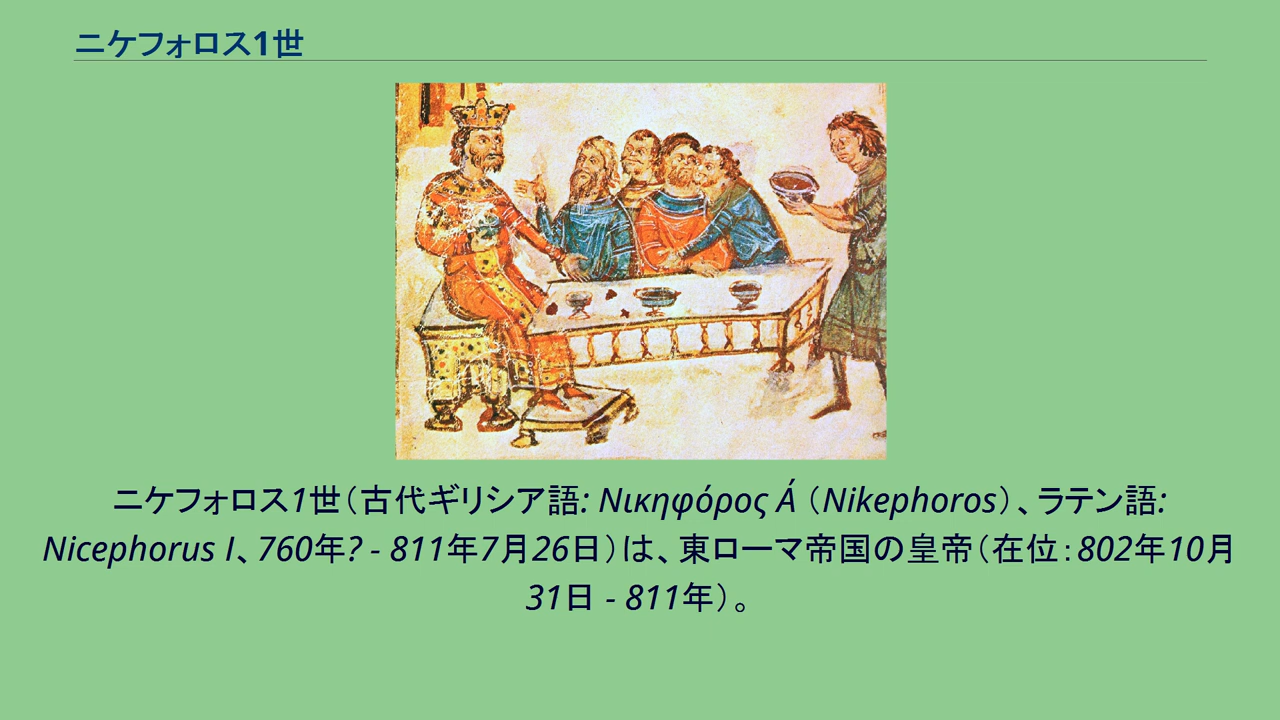 ニケフォロス1世
ニケフォロス1世（古代ギリシア語: Νικηφόρος Ά（Nikephoros）、ラテン語:
Nicephorus I、760年? - 811年7月26日）は、東ローマ帝国の皇帝（在位：802年10月
31日 - 811年）。